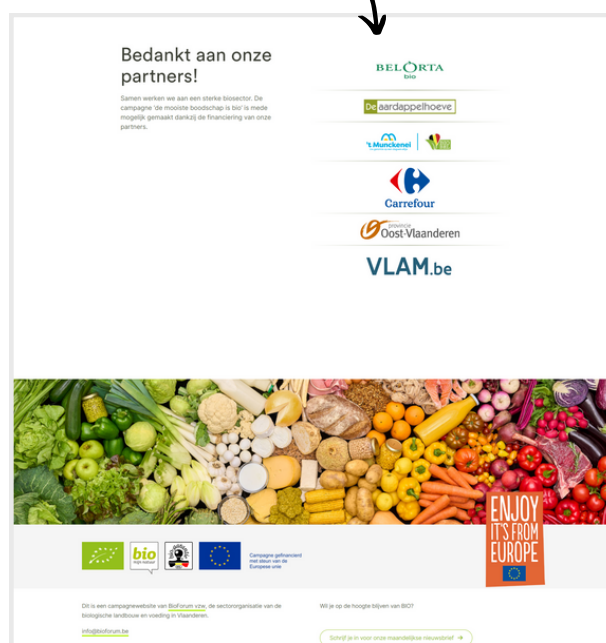 Bedankt aan onze
partners!
Samen werken we aan een sterke biosector. De
campagne 'de mooiste boodschap is bio' is mede
mogelijk gemaakt dankzij de financiering van onze
partners.
BELORTA
bio
De aardappelhoeve
't Munckenei
Carrefour
provincie
Oost-Vlaanderen
VLAM.be
bio
mijn natuur
Campagne gefinancierd
met steun van de
Europese unie
ENJOY
IT'S FROM
EUROPE
Dit is een campagnewebsite van BioForum vzw, de sectororganisatie van de
biologische landbouw en voeding in Vlaanderen.
info@bioforum.be
Wil je op de hoogte blijven van BIO?
Schrijf je in voor onze maandelijkse nieuwsbrief →